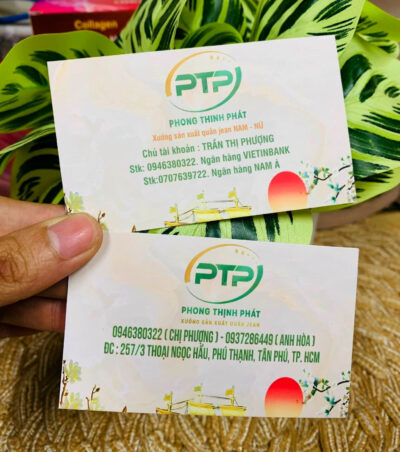 Collagen
PTP
PHONG THỊNH PHÁT
Xưởng sản xuất quần jean NAM - NỮ
Chủ tài khoản : TRẦN THỊ PHƯỢNG
Stk: 0946380322. Ngân hàng VIETINBANK
Stk:0707639722. Ngân hàng NAM Á
PTP
PHONG THỊNH PHÁT
XƯỞNG SẢN XUẤT QUẦN JEAN
0946380322 ( CHỊ PHƯỢNG ) - 0937286449 ( ANH HÒA )
ĐC : 257/3 THOẠI NGỌC HẦU, PHÚ THẠNH, TÂN PHÚ, TP. HCM